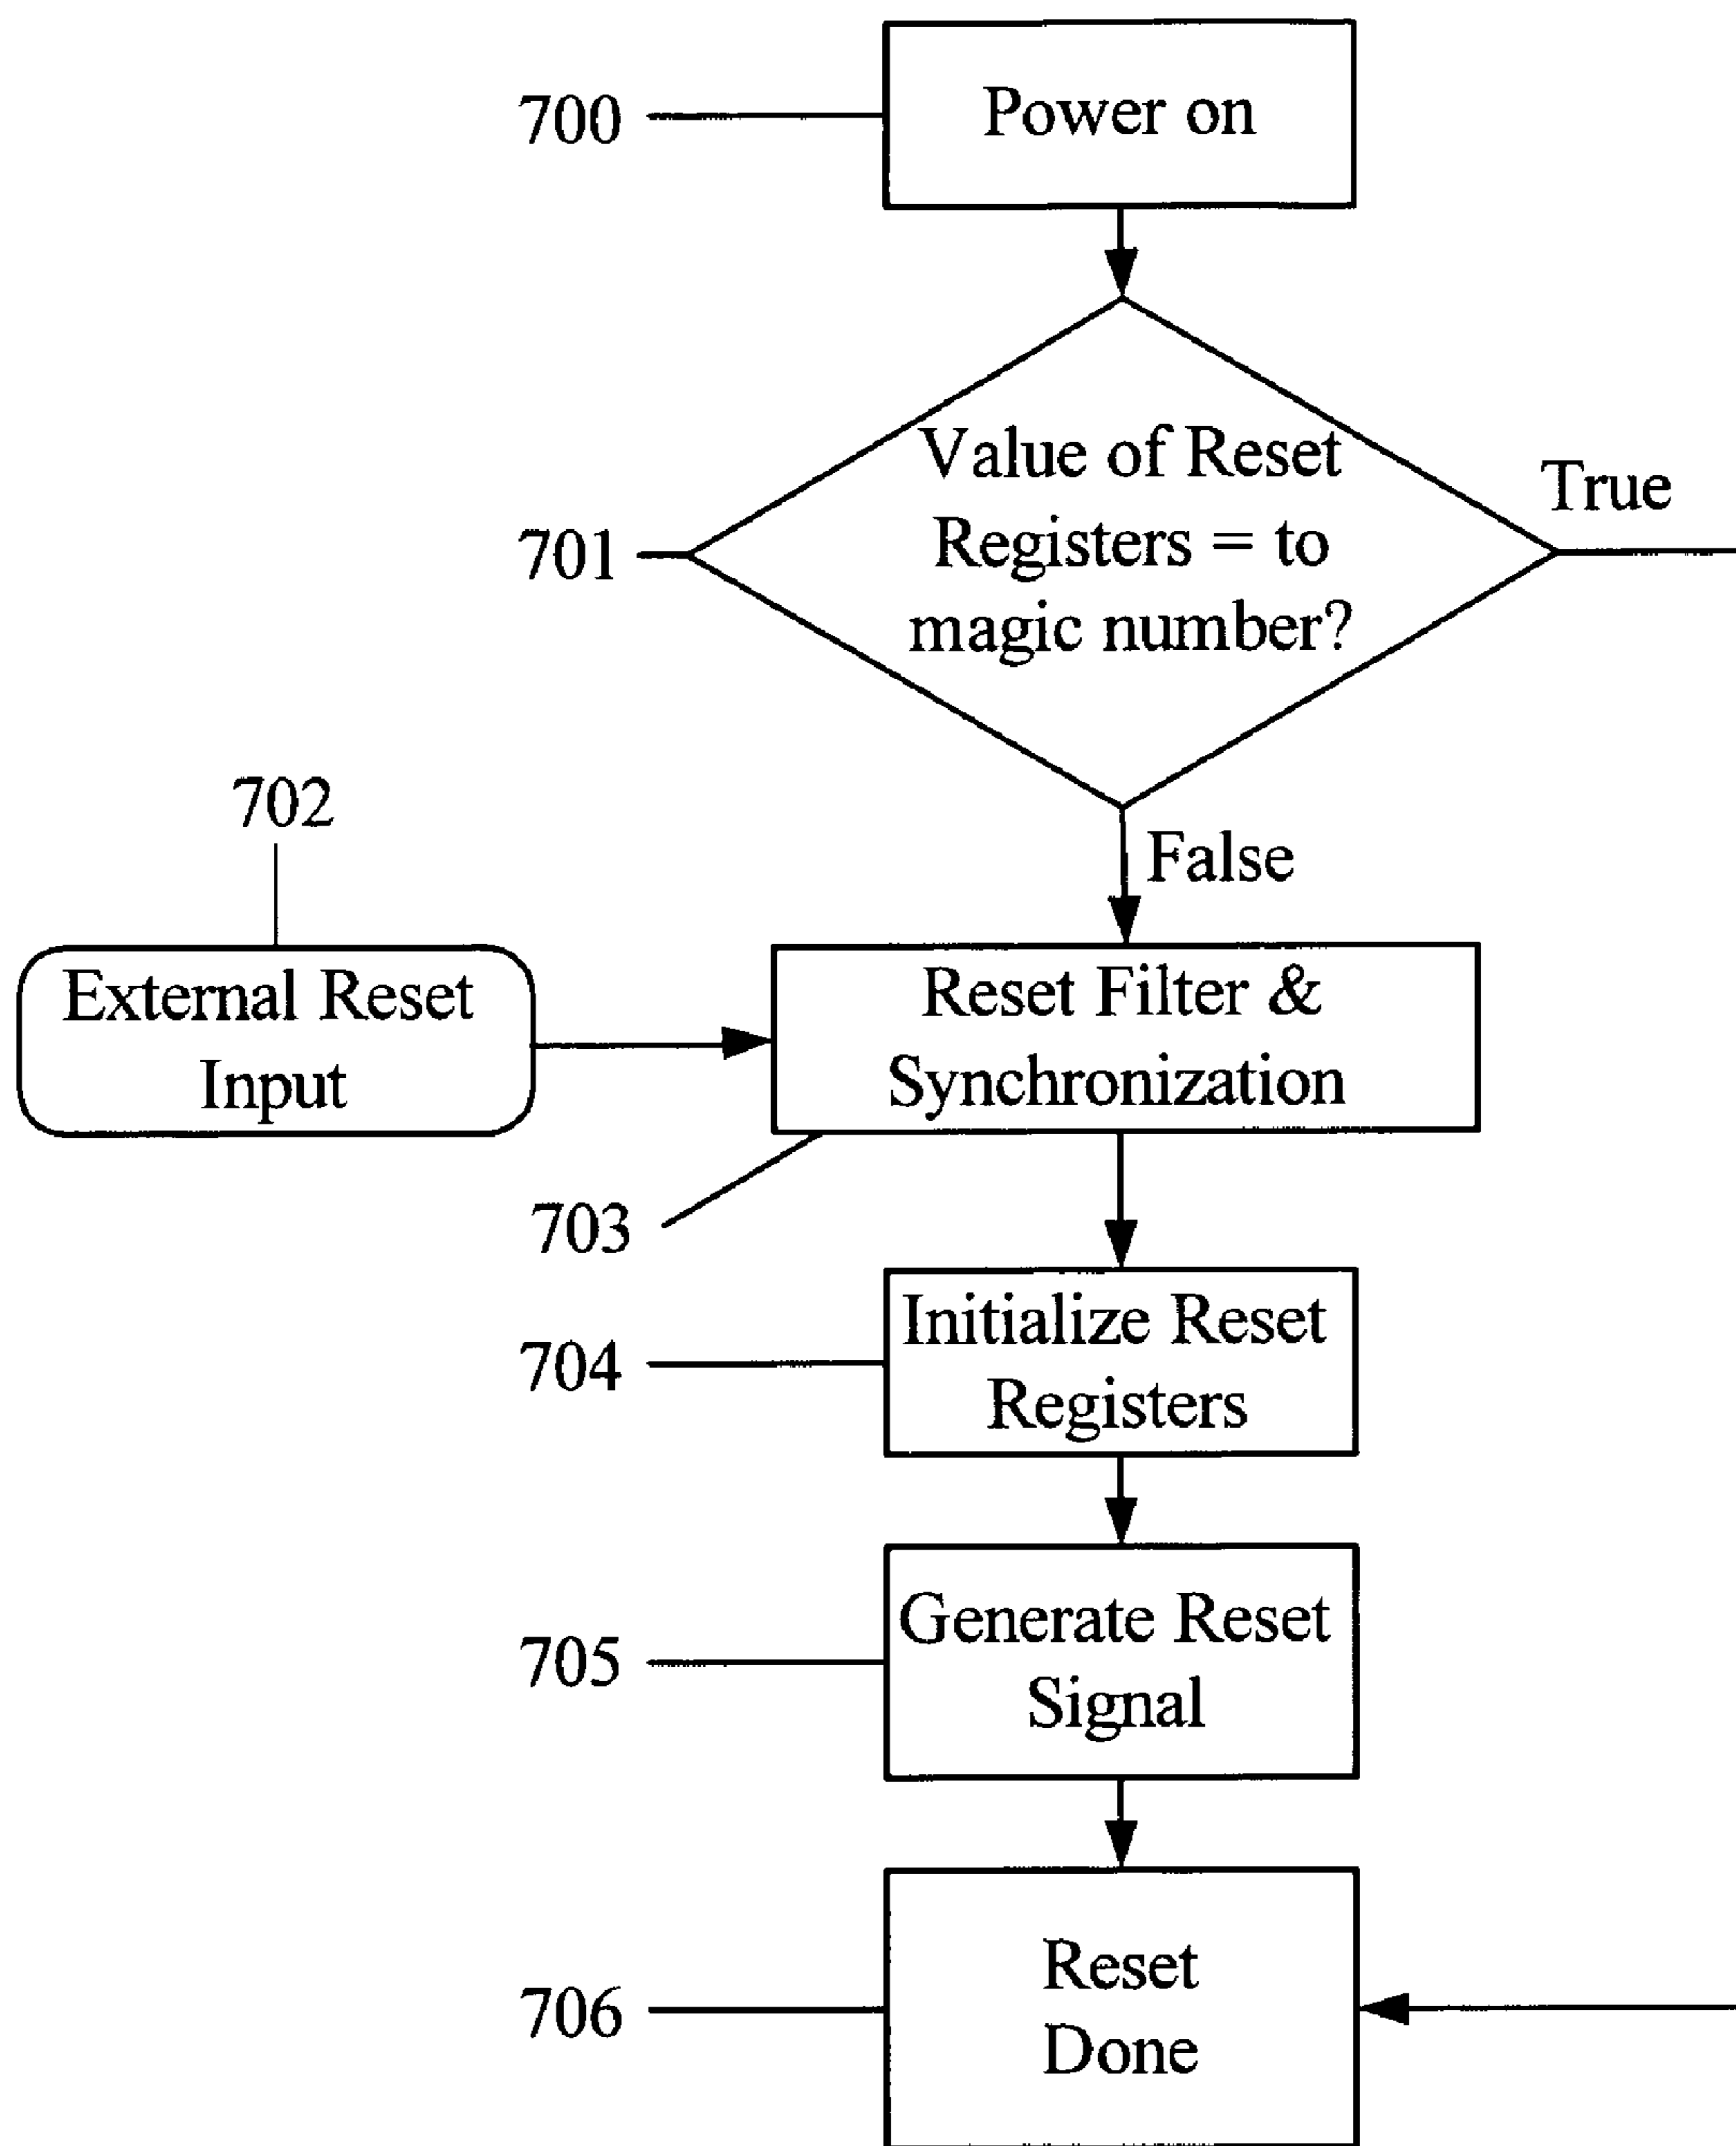 700
Power on
701
Value of Reset
Registers = to
magic number?
True
False
702
External Reset
Input
Reset Filter &
Synchronization
703
704
Initialize Reset
Registers
705
Generate Reset
Signal
706
Reset
Done